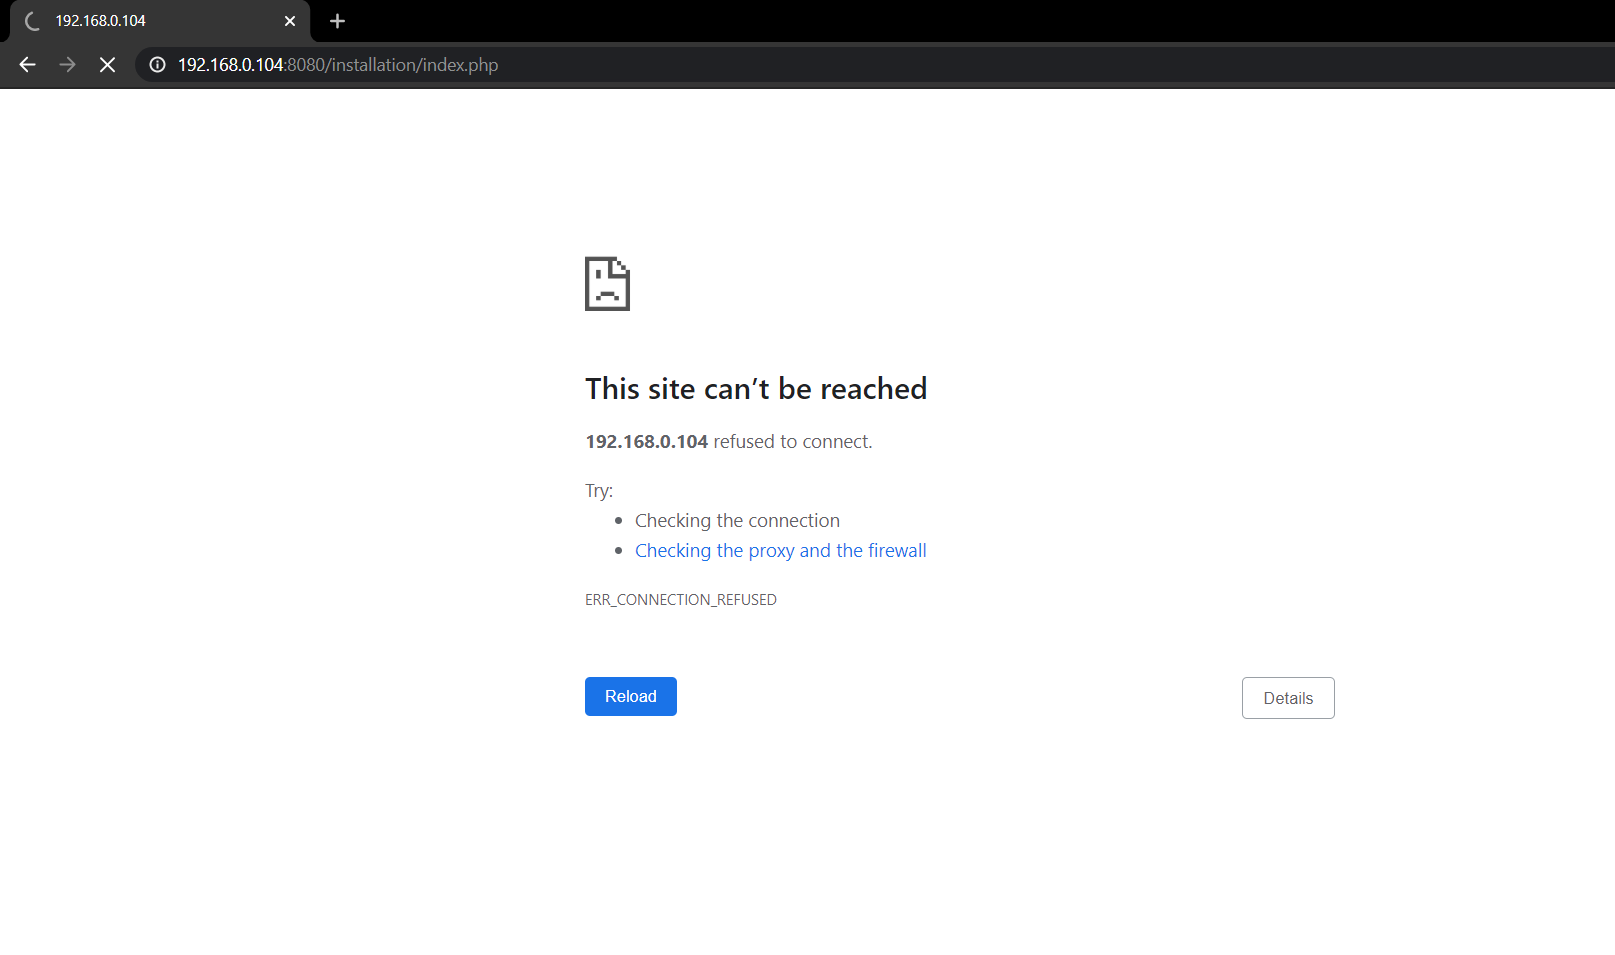 192.168.0.104
192.168.0.104:8080/installation/index.php
This site can’t be reached
192.168.0.104 refused to connect.
Try:
Checking the connection
Checking the proxy and the firewall
ERR_CONNECTION_REFUSED
Reload
Details